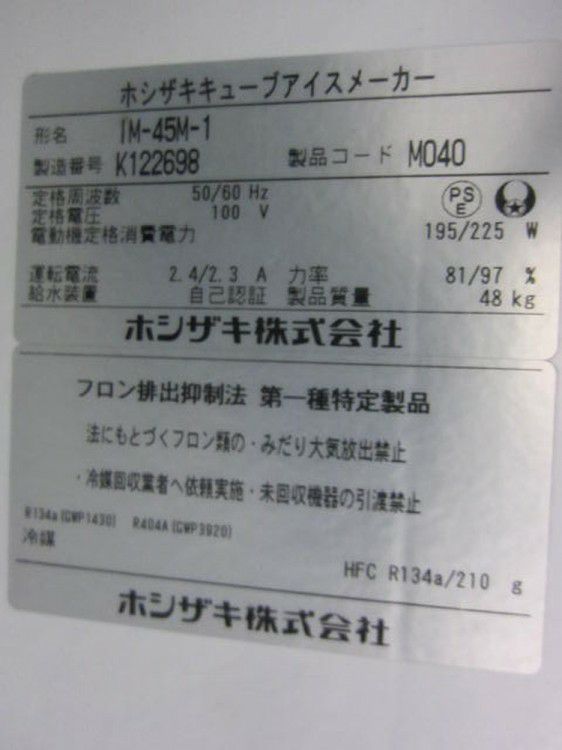 ホシザキキューブアイスメーカー
形名 IM-45M-1
製造番号 K122698 製品コード M040
定格周波数 50/60 Hz
定格電圧 100 V
PSE
電動機定格消費電力 195/225 W
運転電流 2.4/2.3 A 力率 81/97 %
給水装置 自己認証 製品質量 48 kg
ホシザキ株式会社
フロン排出抑制法 第一種特定製品
法にもとづくフロン類の・みだり大気放出禁止
・冷媒回収業者へ依頼実施・未回収機器の引渡禁止
R134a(GWP1430) R404A(GWP3920)
冷媒 HFC R134a/210 g
ホシザキ株式会社